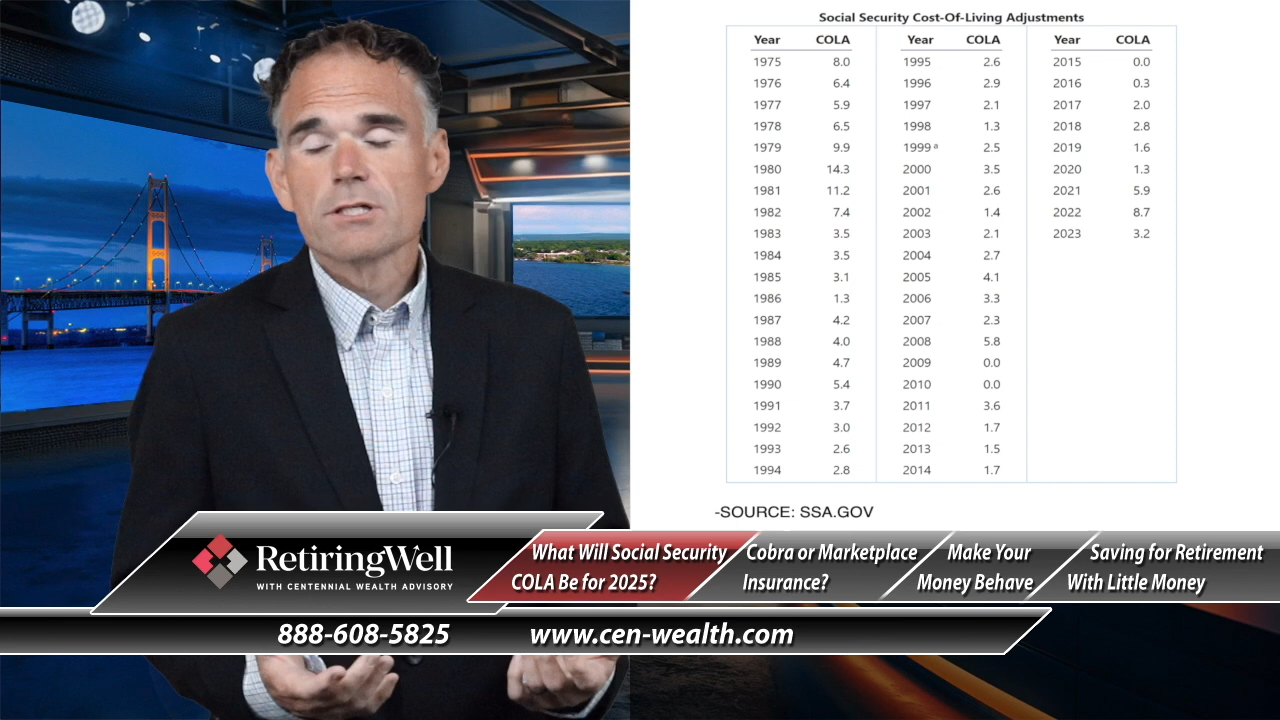 Social Security Cost-Of-Living Adjustments
Year COLA Year COLA Year COLA
1975 8.0 1995 2.6 2015 0.0
1976 6.4 1996 2.9 2016 0.3
1977 5.9 1997 2.1 2017 2.0
1978 6.5 1998 1.3 2018 2.8
1979 9.9 1999 a 2.5 2019 1.6
1980 14.3 2000 3.5 2020 1.3
1981 11.2 2001 2.6 2021 5.9
1982 7.4 2002 1.4 2022 8.7
1983 3.5 2003 2.1 2023 3.2
1984 3.5 2004 2.7
1985 3.1 2005 4.1
1986 1.3 2006 3.3
1987 4.2 2007 2.3
1988 4.0 2008 5.8
1989 4.7 2009 0.0
1990 5.4 2010 0.0
1991 3.7 2011 3.6
1992 3.0 2012 1.7
1993 2.6 2013 1.5
1994 2.8 2014 1.7
-SOURCE: SSA.GOV
RetiringWell
WITH CENTENNIAL WEALTH ADVISORY
What Will Social Security
COLA Be for 2025?
Cobra or Marketplace
Insurance?
Make Your
Money Behave
Saving for Retirement
With Little Money
888-608-5825
www.cen-wealth.com